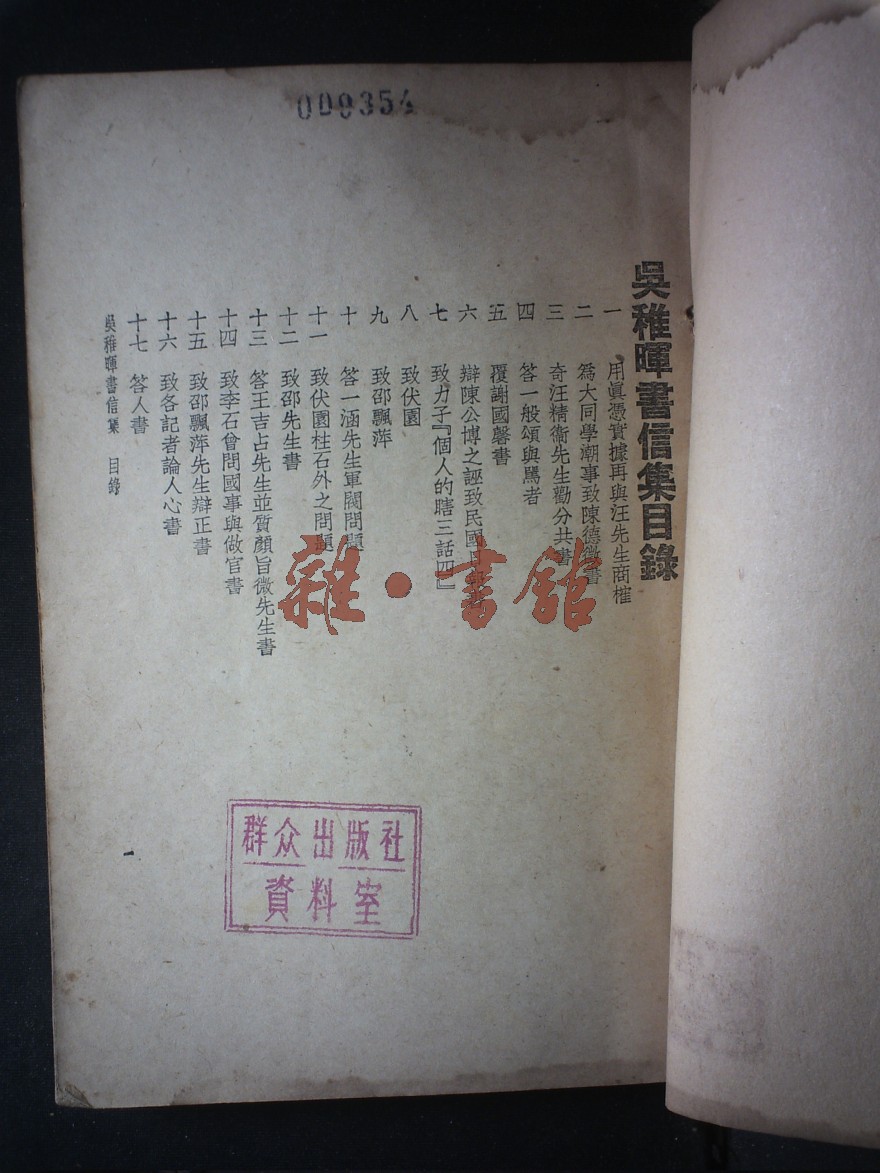 009354
吳稚暉書信集目錄
一 用眞憑實據再與汪先生商榷
二 爲大同學潮事致陳德徵書
三 奇汪精衞先生勸分共書
四 答一般頌與罵者
五 覆謝國馨書
六 辯陳公博之誣致民國日報書
七 致力子『個人的瞎三話四』
八 致伏園
九 致邵飄萍
十 答一涵先生軍閥問題
十一 致伏園柱石外之問題
十二 致邵先生書
十三 答王吉占先生並質顏旨微先生書
十四 致李石曾問國事與做官書
十五 致邵飄萍先生辯正書
十六 致各記者論人心書
十七 答人書
吳稚暉書信集 目錄
雜·書館
群众出版社
資料室